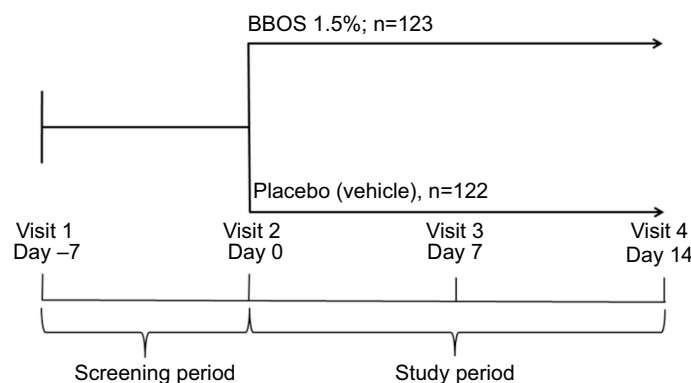 BBOS 1.5%; n=123
Placebo (vehicle), n=122
Visit 1
Day –7
Visit 2
Day 0
Visit 3
Day 7
Visit 4
Day 14
Screening period
Study period